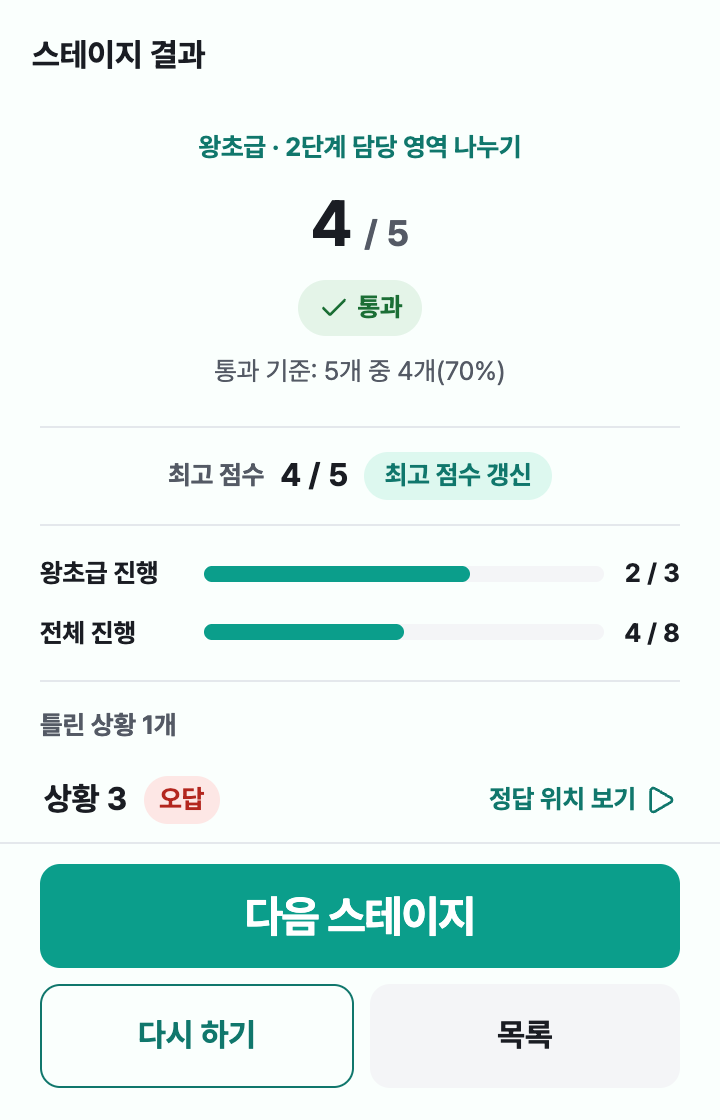 스테이지 결과
왕초급 · 2단계 담당 영역 나누기
4 / 5
통과
통과 기준: 5개 중 4개(70%)
최고 점수 4 / 5 최고 점수 갱신
왕초급 진행 2 / 3
전체 진행 4 / 8
틀린 상황 1개
상황 3 오답 정답 위치 보기
다음 스테이지
다시 하기 목록